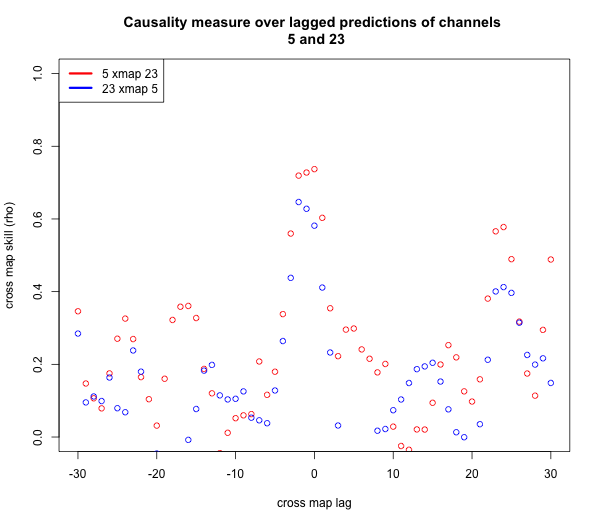 Causality measure over lagged predictions of channels
5 and 23
5 xmap 23
23 xmap 5
cross map skill (rho)
1.0
0.8
0.6
0.4
0.2
0.0
-30 -20 -10 0 10 20 30
cross map lag